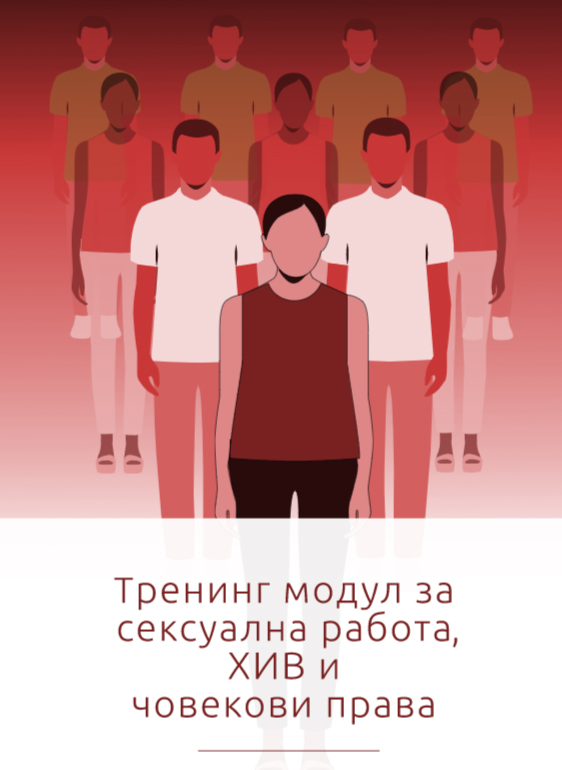 Тренинг модул за
сексуална работа,
ХИВ и
човекови права